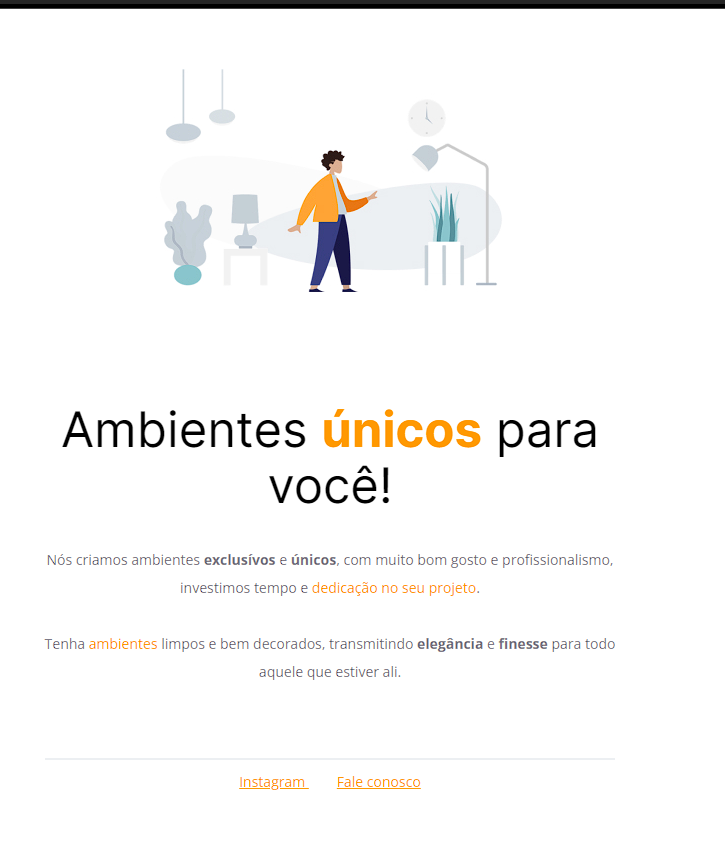 Ambientes únicos para
você!
Nós criamos ambientes exclusívos e únicos, com muito bom gosto e profissionalismo,
investimos tempo e dedicação no seu projeto.
Tenha ambientes limpos e bem decorados, transmitindo elegância e finesse para todo
aquele que estiver ali.
Instagram Fale conosco